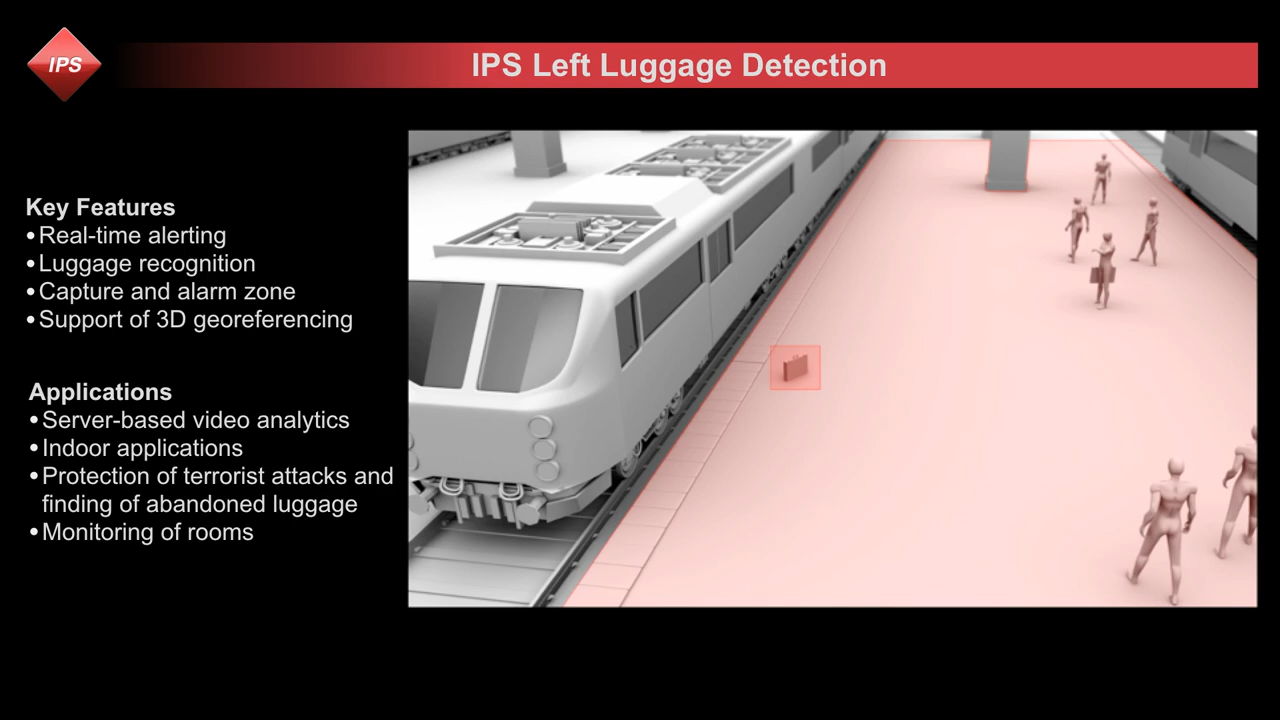 IPS
IPS Left Luggage Detection
Key Features
•Real-time alerting
•Luggage recognition
•Capture and alarm zone
•Support of 3D georeferencing
Applications
•Server-based video analytics
•Indoor applications
•Protection of terrorist attacks and
finding of abandoned luggage
•Monitoring of rooms